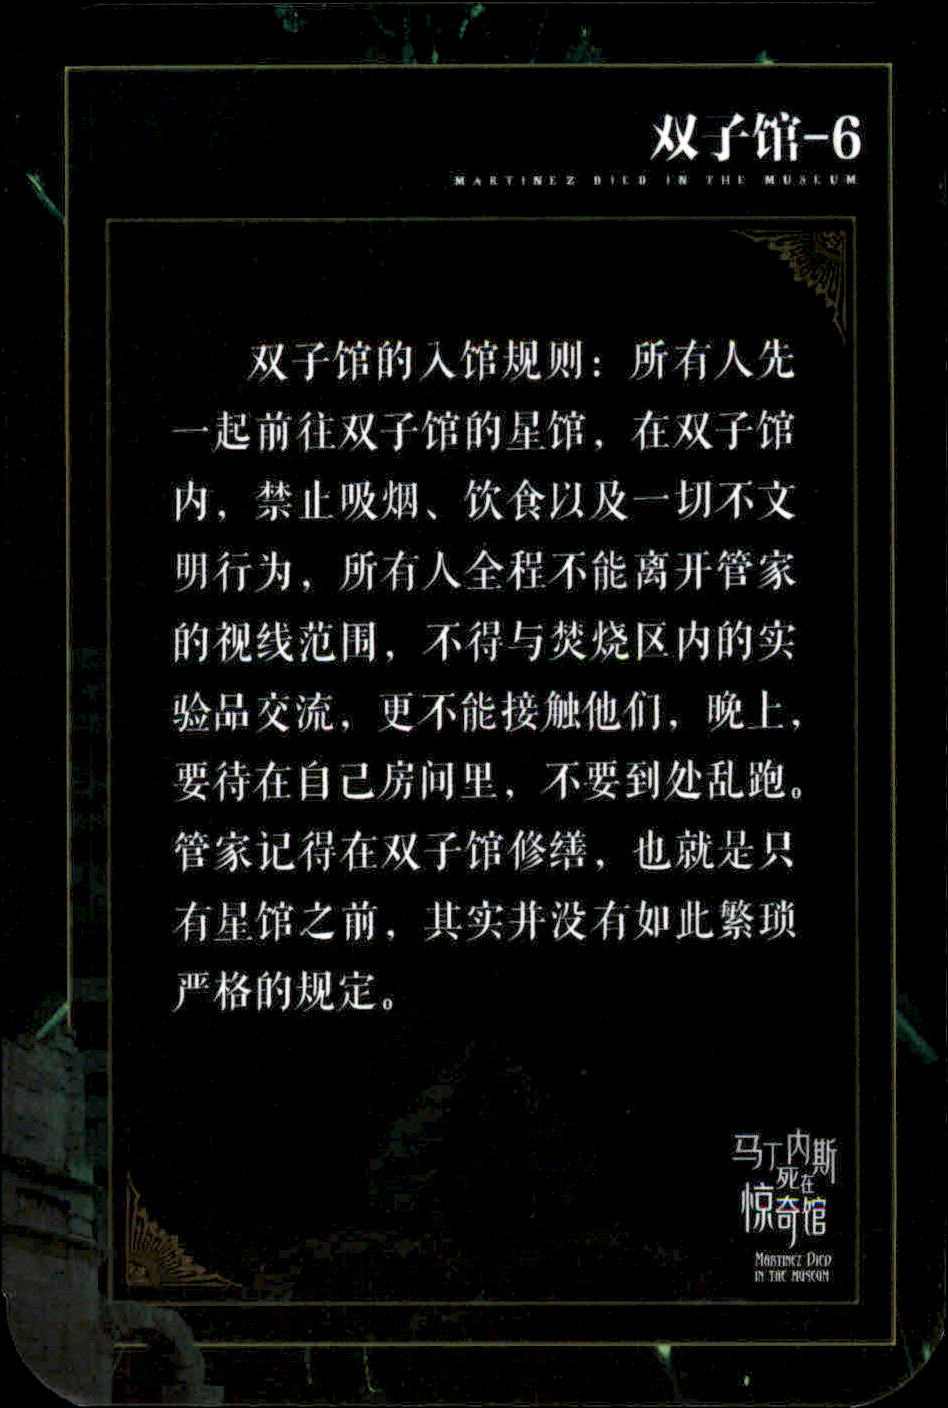 双子馆-6
MARTINEZ DIED IN THE MUSEUM
双子馆的入馆规则：所有人先
一起前往双子馆的星馆，在双子馆
内，禁止吸烟、饮食以及一切不文
明行为，所有人全程不能离开管家
的视线范围，不得与焚烧区内的实
验品交流，更不能接触他们，晚上，
要待在自己房间里，不要到处乱跑。
管家记得在双子馆修缮，也就是只
有星馆之前，其实并没有如此繁琐
严格的规定。
马丁内斯
死在
惊奇馆
MARTINEZ DIED
IN THE MUSEUM